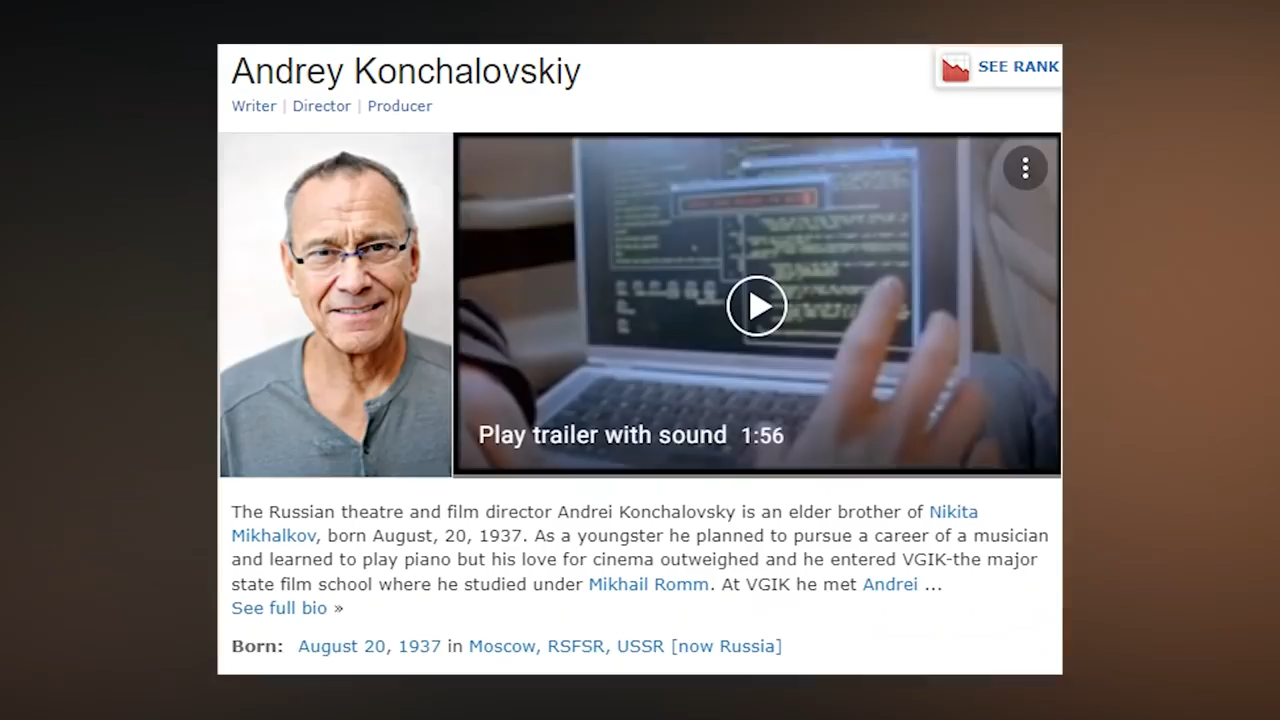 Andrey Konchalovskiy
SEE RANK
Writer | Director | Producer
Play trailer with sound 1:56
The Russian theatre and film director Andrei Konchalovsky is an elder brother of Nikita
Mikhalkov, born August, 20, 1937. As a youngster he planned to pursue a career of a musician
and learned to play piano but his love for cinema outweighed and he entered VGIK-the major
state film school where he studied under Mikhail Romm. At VGIK he met Andrei ...
See full bio »
Born: August 20, 1937 in Moscow, RSFSR, USSR [now Russia]